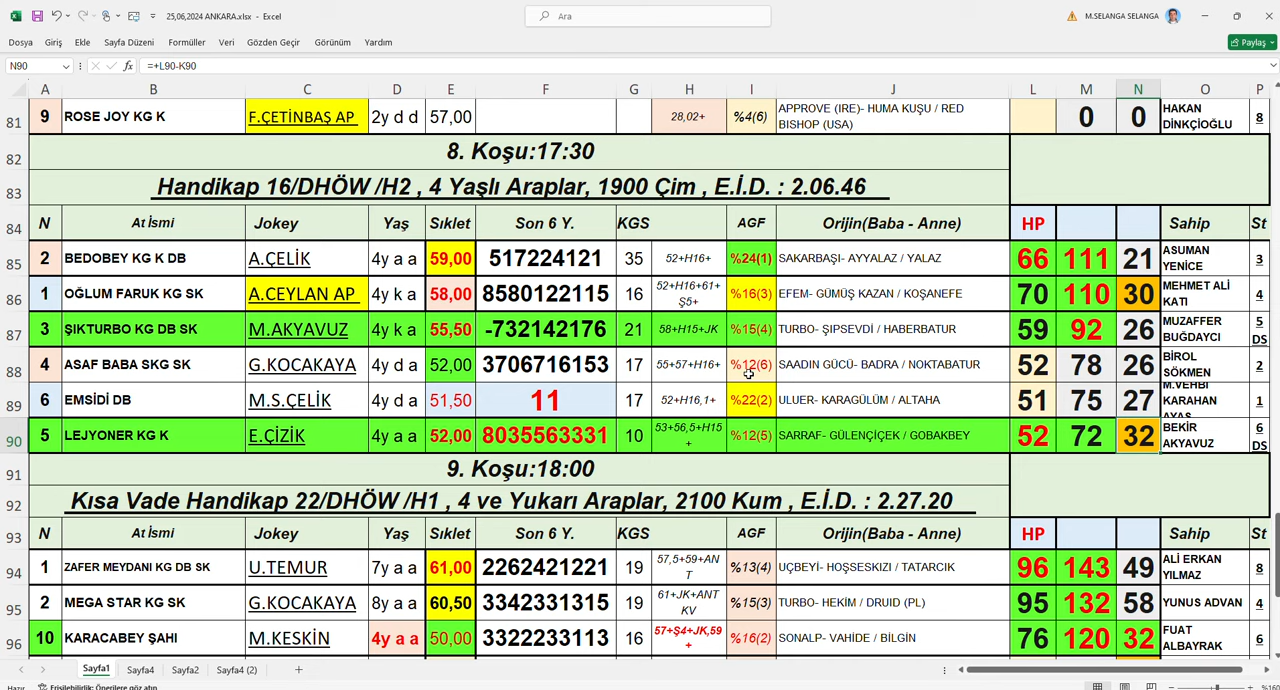 25,06,2024 ANKARA.xlsx - Excel
Ara
M.SELANGA SELANGA
Dosya Giriş Ekle Sayfa Düzeni Formüller Veri Gözden Geçir Görünüm Yardım
Paylaş
N90 fx =+L90-K90
A B C D E F G H I J L M N O P
81 9 ROSE JOY KG K F.ÇETİNBAŞ AP 2y d d 57,00 28,02+ %4(6) APPROVE (IRE)- HUMA KUŞU / RED BISHOP (USA) 0 0 HAKAN DİNKÇİOĞLU 8
82 8. Koşu:17:30
83 Handikap 16/DHÖW /H2 , 4 Yaşlı Araplar, 1900 Çim , E.İ.D. : 2.06.46
84 N At İsmi Jokey Yaş Sıklet Son 6 Y. KGS AGF Orijin(Baba - Anne) HP Sahip St
85 2 BEDOBEY KG K DB A.ÇELİK 4y a a 59,00 517224121 35 52+H16+ %24(1) SAKARBAŞI- AYYALAZ / YALAZ 66 111 21 ASUMAN YENİCE 3
86 1 OĞLUM FARUK KG SK A.CEYLAN AP 4y k a 58,00 8580122115 16 52+H16+61+Ş5+ %16(3) EFEM- GÜMÜŞ KAZAN / KOŞANEFE 70 110 30 MEHMET ALİ KATI 4
87 3 ŞIKTURBO KG DB SK M.AKYAVUZ 4y k a 55,50 -732142176 21 58+H15+JK %15(4) TURBO- ŞIPSEVDİ / HABERBATUR 59 92 26 MUZAFFER BUĞDAYCI 5 DS
88 4 ASAF BABA SKG SK G.KOCAKAYA 4y d a 52,00 3706716153 17 55+57+H16+ %12(6) SAADIN GÜCÜ- BADRA / NOKTABATUR 52 78 26 BİROL SÖKMEN 2
89 6 EMSİDİ DB M.S.ÇELİK 4y d a 51,50 11 17 52+H16,1+ %22(2) ULUER- KARAGÜLÜM / ALTAHA 51 75 27 M.VEHBİ KARAHAN AYAS 1
90 5 LEJYONER KG K E.ÇİZİK 4y a a 52,00 8035563331 10 53+56,5+H15+ %12(5) SARRAF- GÜLENÇİÇEK / GOBAKBEY 52 72 32 BEKİR AKYAVUZ 6 DS
91 9. Koşu:18:00
92 Kısa Vade Handikap 22/DHÖW /H1 , 4 ve Yukarı Araplar, 2100 Kum , E.İ.D. : 2.27.20
93 N At İsmi Jokey Yaş Sıklet Son 6 Y. KGS AGF Orijin(Baba - Anne) HP Sahip St
94 1 ZAFER MEYDANI KG DB SK U.TEMUR 7y a a 61,00 2262421221 19 57,5+59+ANT %13(4) UÇBEYİ- HOŞSESKIZI / TATARCIK 96 143 49 ALİ ERKAN YILMAZ 8
95 2 MEGA STAR KG SK G.KOCAKAYA 8y a a 60,50 3342331315 19 61+JK+ANT KV %15(3) TURBO- HEKİM / DRUID (PL) 95 132 58 YUNUS ADVAN 4
96 10 KARACABEY ŞAHI M.KESKİN 4y a a 50,00 3322233113 16 57+Ş4+JK,59+ %16(2) SONALP- VAHİDE / BİLGİN 76 120 32 FUAT ALBAYRAK 6
Sayfa1 Sayfa4 Sayfa2 Sayfa4 (2) +
Hazır Erişilebilirlik: Önerilere göz atın %160